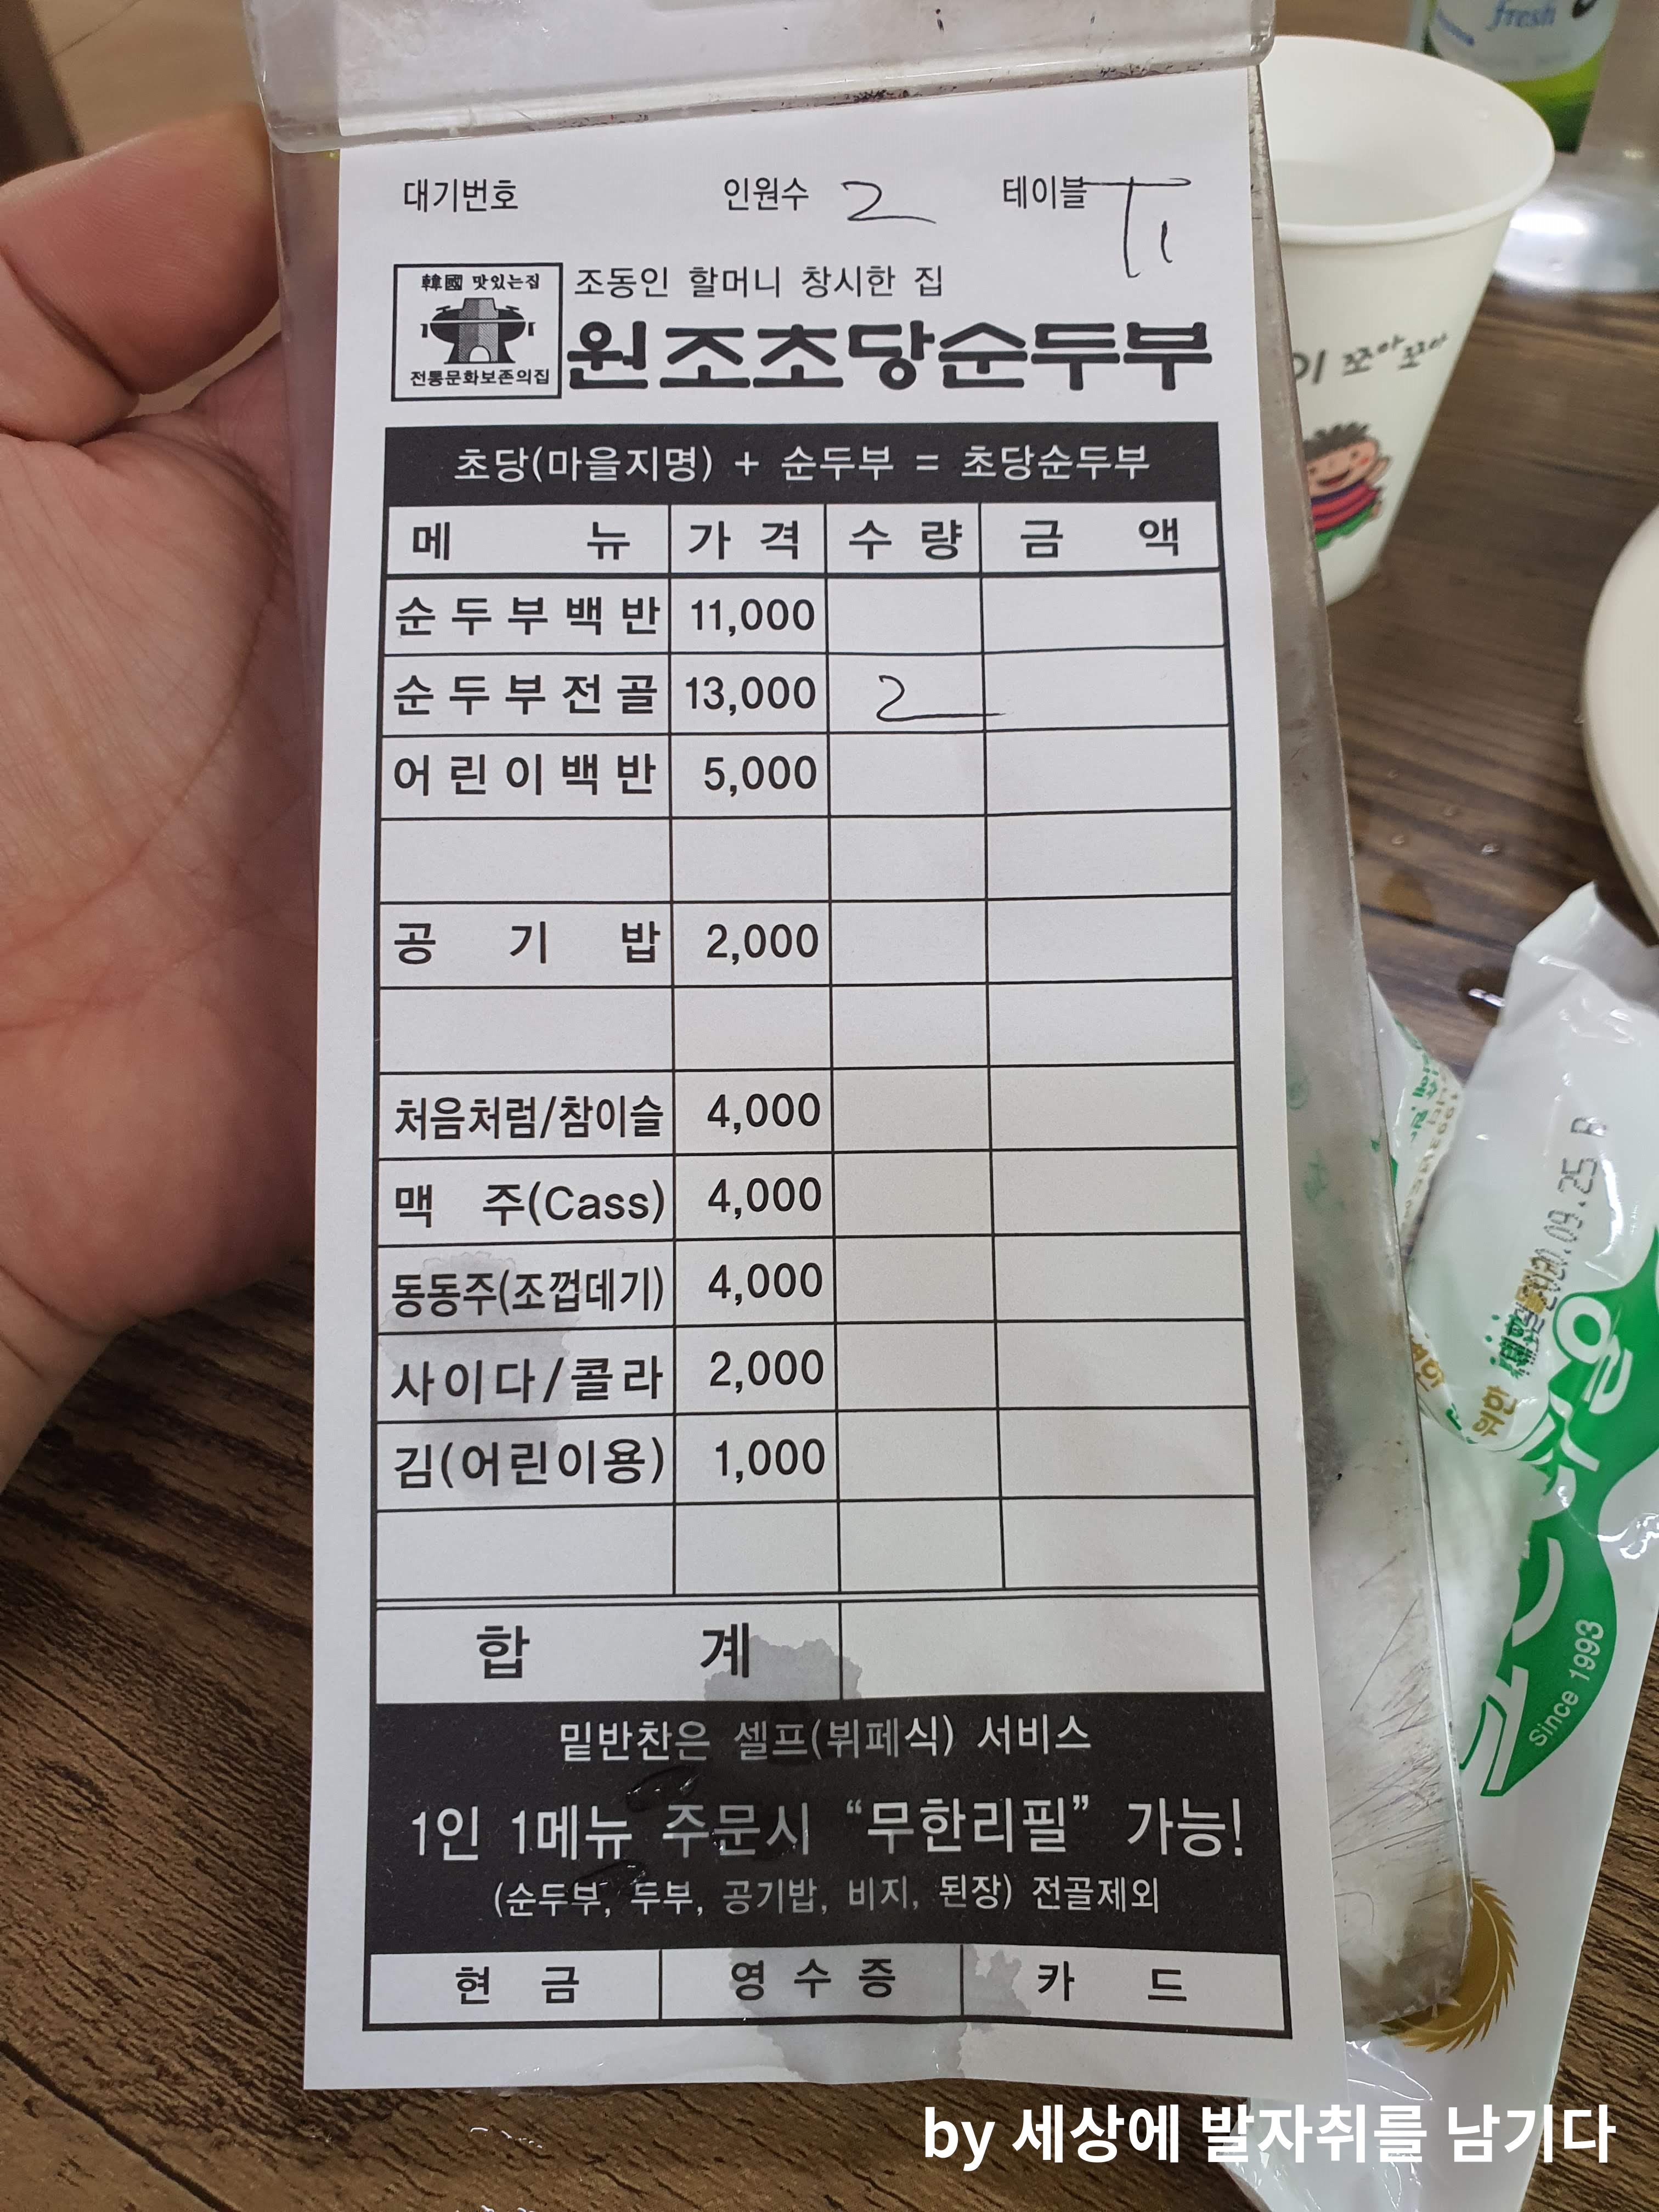 대기번호 인원수 2 테이블 T1
韓國 맛있는집
전통문화보존의집
조동인 할머니 창시한 집
원조초당순두부
초당(마을지명) + 순두부 = 초당순두부
메뉴 가격 수량 금액
순두부백반 11,000
순두부전골 13,000 2
어린이백반 5,000
공기밥 2,000
처음처럼/참이슬 4,000
맥주(Cass) 4,000
동동주(조껍데기) 4,000
사이다/콜라 2,000
김(어린이용) 1,000
합계
밑반찬은 셀프(뷔페식) 서비스
1인 1메뉴 주문시 “무한리필” 가능!
(순두부, 두부, 공기밥, 비지, 된장) 전골제외
현금 영수증 카드
fresh
이 꼬아꼬아
09.25 B
Since 1993
by 세상에 발자취를 남기다